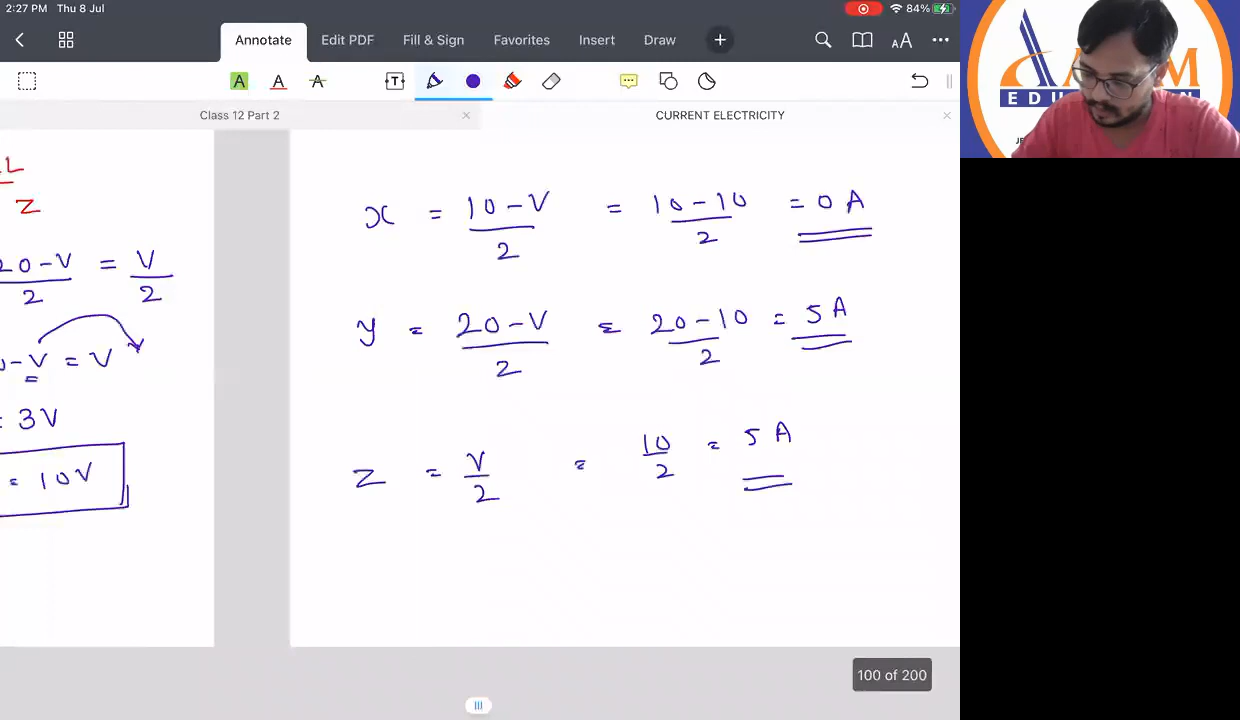 2:27 PM Thu 8 Jul
84%
Annotate Edit PDF Fill & Sign Favorites Insert Draw
Class 12 Part 2
CURRENT ELECTRICITY
x = 10-V/2 = 10-10/2 = 0 A
y = 20-V/2 = 20-10/2 = 5 A
z = V/2 = 10/2 = 5 A
z
20-V/2 = V/2
-V = V
= 3V
= 10V
100 of 200